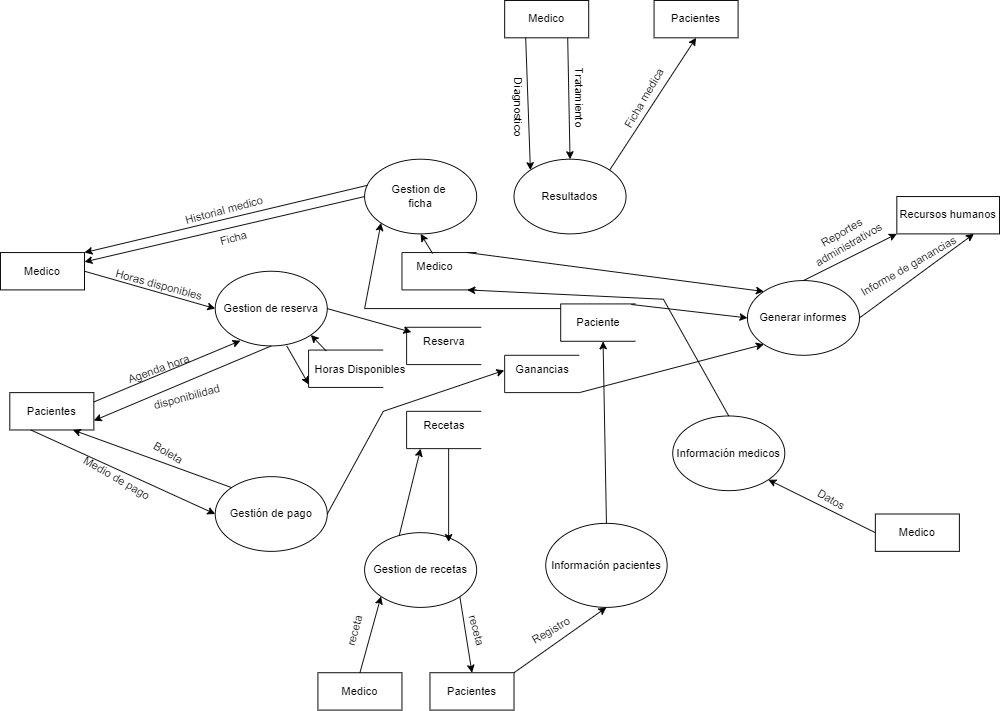 Medico
Pacientes
Diagnostico
Tratamiento
Ficha medica
Gestion de
ficha
Resultados
Historial medico
Ficha
Recursos humanos
Reportes
administrativos
Informe de ganancias
Medico
Medico
Horas disponibles
Gestion de reserva
Paciente
Generar informes
Reserva
Horas Disponibles
Ganancias
Agenda hora
disponibilidad
Pacientes
Recetas
Boleta
Medio de pago
Información medicos
Gestión de pago
Datos
Medico
Gestion de recetas
Información pacientes
receta
receta
Registro
Medico
Pacientes